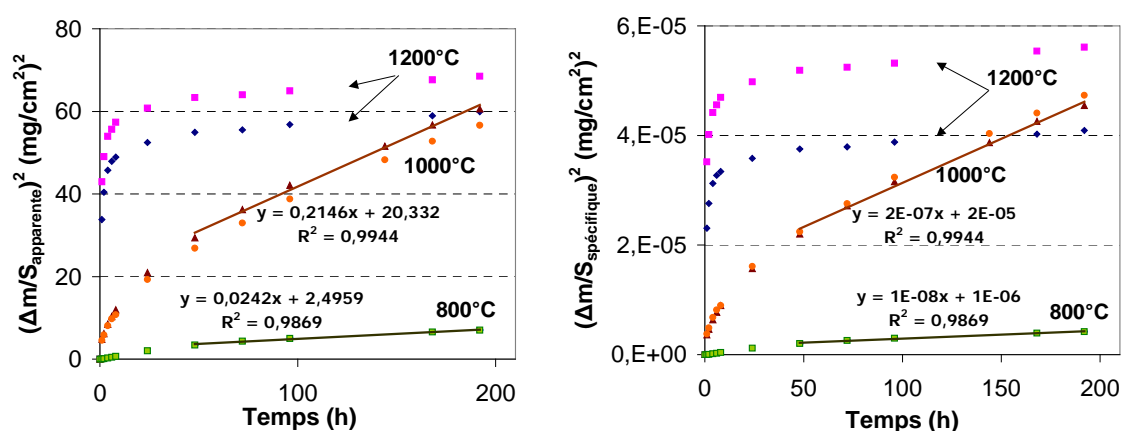 (Δm/S apparente)² (mg/cm²)²
80
60
40
20
0
1200°C
1000°C
y = 0,2146x + 20,332
R² = 0,9944
y = 0,0242x + 2,4959
R² = 0,9869
800°C
0
100
200
Temps (h)
(Δm/S spécifique)² (mg/cm²)²
6,E-05
4,E-05
2,E-05
0,E+00
1200°C
1000°C
y = 2E-07x + 2E-05
R² = 0,9944
y = 1E-08x + 1E-06
R² = 0,9869
800°C
0
50
100
150
200
Temps (h)